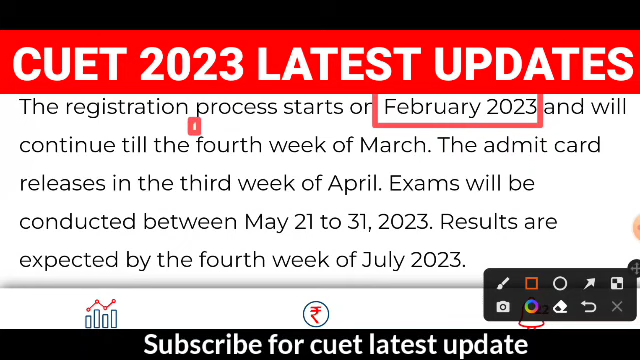 CUET 2023 LATEST UPDATES
The registration process starts on February 2023 and will
continue till the fourth week of March. The admit card
releases in the third week of April. Exams will be
conducted between May 21 to 31, 2023. Results are
expected by the fourth week of July 2023.
Subscribe for cuet latest update